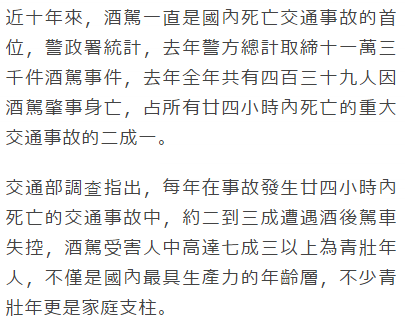 近十年來，酒駕一直是國內死亡交通事故的首
位，警政署統計，去年警方總計取締十一萬三
千件酒駕事件，去年全年共有四百三十九人因
酒駕肇事身亡，占所有廿四小時內死亡的重大
交通事故的二成一。
交通部調查指出，每年在事故發生廿四小時內
死亡的交通事故中，約二到三成遭遇酒後駕車
失控，酒駕受害人中高達七成三以上為青壯年
人，不僅是國內最具生產力的年齡層，不少青
壯年更是家庭支柱。